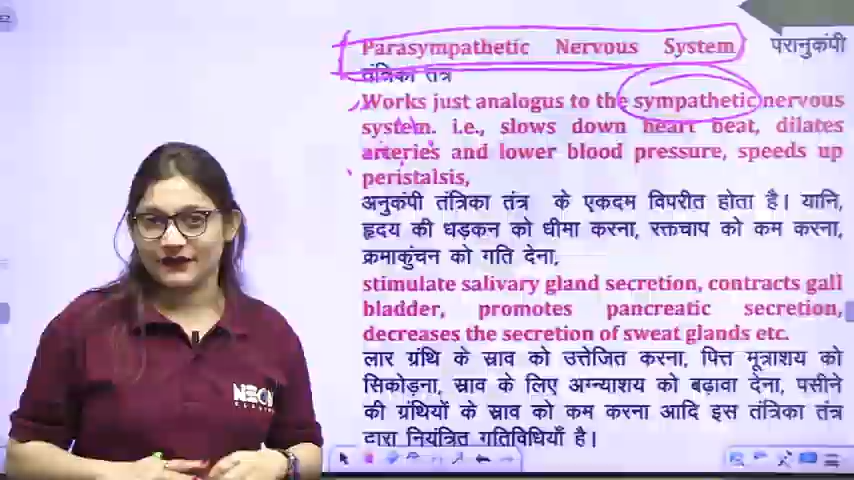 Parasympathetic Nervous System परानुकंपी
तंत्रिका तंत्र
Works just analogus to the sympathetic nervous
system. i.e., slows down heart beat, dilates
arteries and lower blood pressure, speeds up
peristalsis,
अनुकंपी तंत्रिका तंत्र के एकदम विपरीत होता है। यानि,
हृदय की धड़कन को धीमा करना, रक्तचाप को कम करना,
क्रमाकुंचन को गति देना,
stimulate salivary gland secretion, contracts gall
bladder, promotes pancreatic secretion,
decreases the secretion of sweat glands etc.
लार ग्रंथि के स्राव को उत्तेजित करना, पित्त मूत्राशय को
सिकोड़ना, स्राव के लिए अग्न्याशय को बढ़ावा देना, पसीने
की ग्रंथियों के स्राव को कम करना आदि इस तंत्रिका तंत्र
द्वारा नियंत्रित गतिविधियाँ है।
NEON